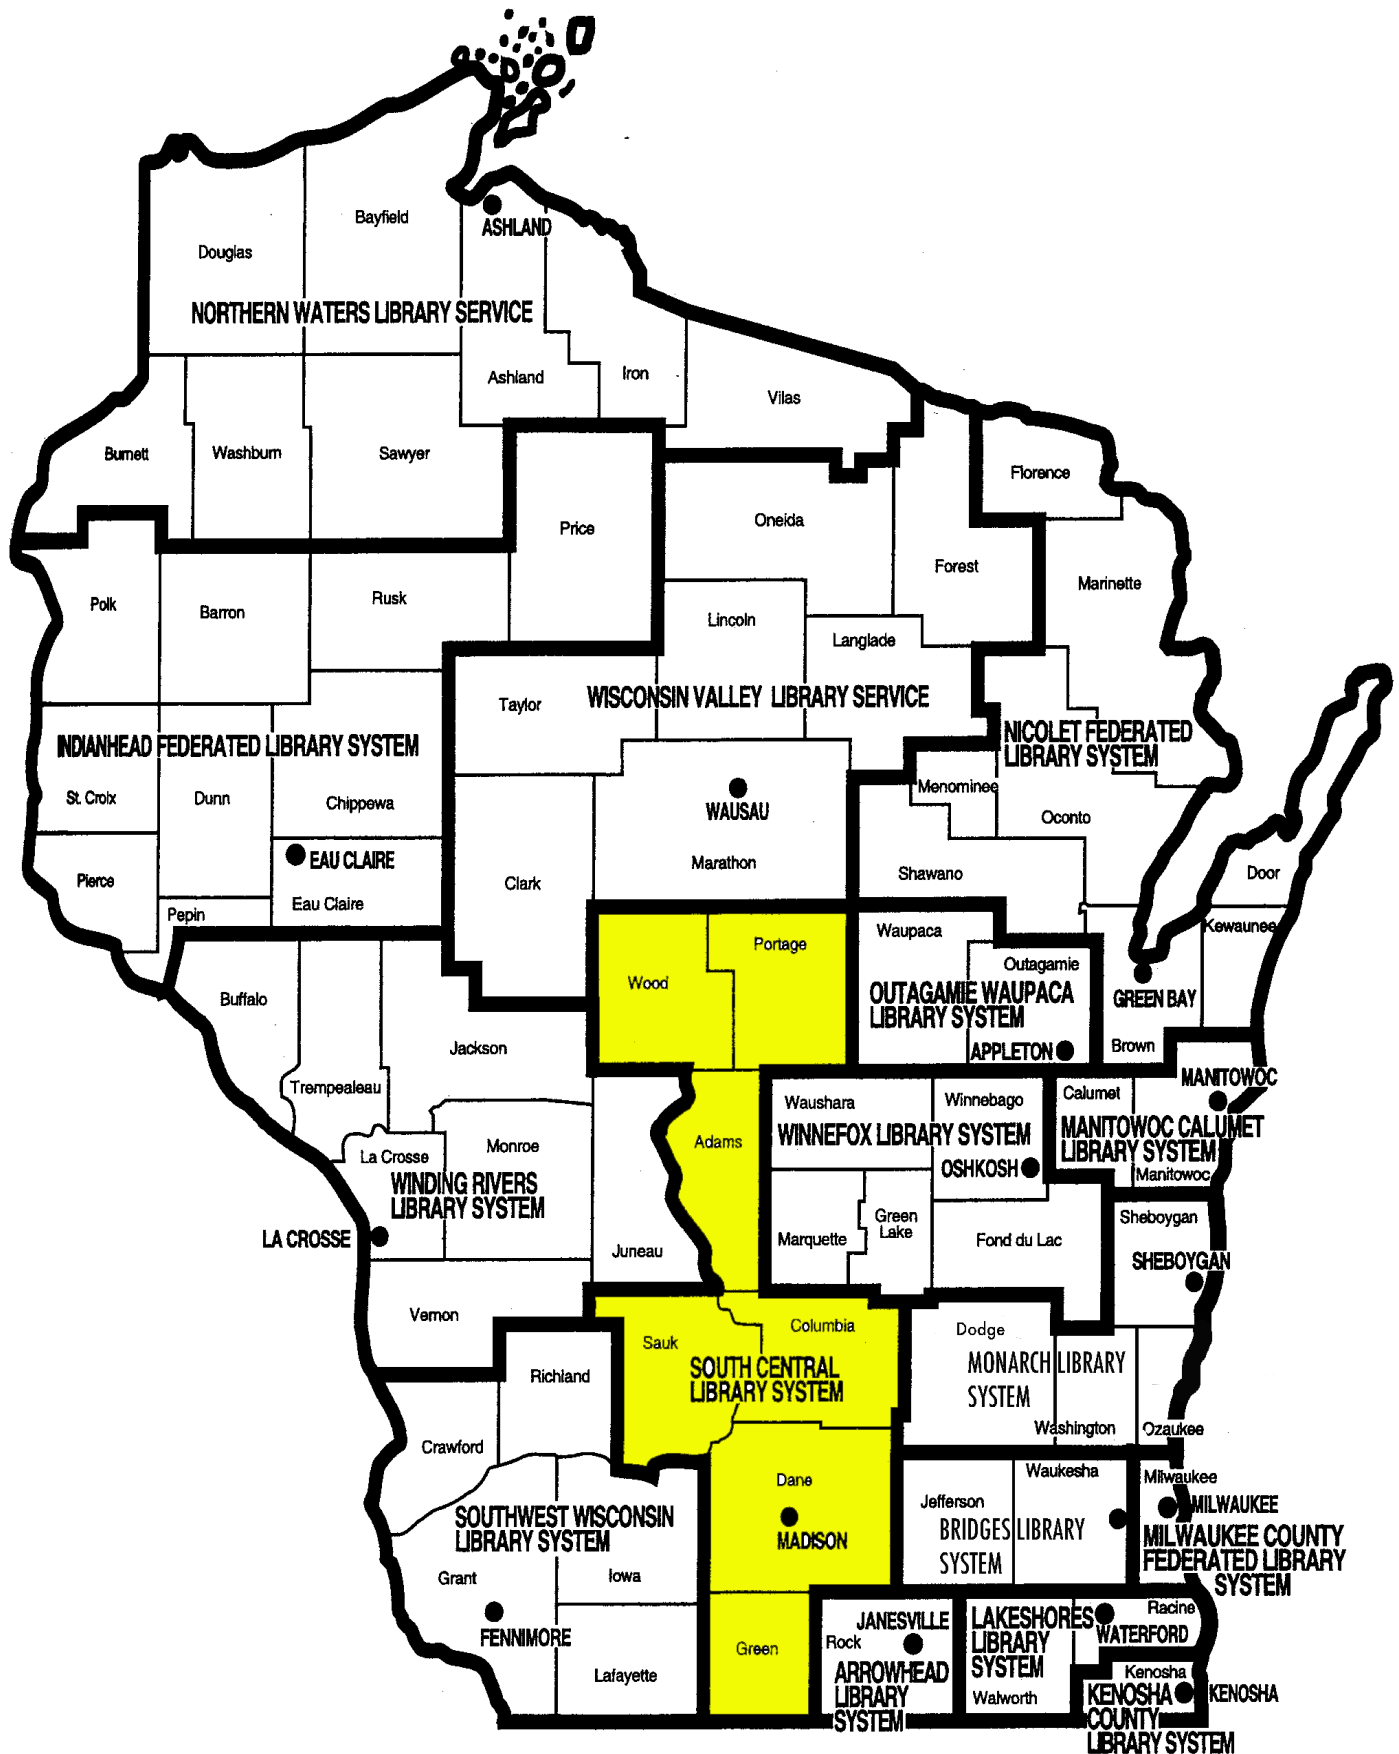 Bayfield
ASHLAND
Douglas
NORTHERN WATERS LIBRARY SERVICE
Ashland
Iron
Vilas
Burnett
Washburn
Sawyer
Florence
Price
Oneida
Forest
Marinette
Polk
Barron
Rusk
Lincoln
Langlade
Taylor
WISCONSIN VALLEY LIBRARY SERVICE
NICOLET FEDERATED
LIBRARY SYSTEM
INDIANHEAD FEDERATED LIBRARY SYSTEM
St. Croix
Dunn
Chippewa
WAUSAU
Menominee
Oconto
EAU CLAIRE
Marathon
Shawano
Door
Pierce
Clark
Eau Claire
Pepin
Kewaunee
Waupaca
Portage
Wood
Outagamie
Buffalo
OUTAGAMIE WAUPACA
LIBRARY SYSTEM
GREEN BAY
Jackson
APPLETON
Brown
Trempealeau
MANITOWOC
Waushara
Winnebago
Calumet
Adams
WINNEFOX LIBRARY SYSTEM
MANITOWOC CALUMET
LIBRARY SYSTEM
La Crosse
Monroe
OSHKOSH
Manitowoc
WINDING RIVERS
LIBRARY SYSTEM
Sheboygan
LA CROSSE
Juneau
Marquette
Green
Lake
Fond du Lac
SHEBOYGAN
Vernon
Sauk
Columbia
Dodge
MONARCH LIBRARY
SYSTEM
Richland
SOUTH CENTRAL
LIBRARY SYSTEM
Washington
Ozaukee
Crawford
Dane
Waukesha
Milwaukee
Jefferson
MILWAUKEE
SOUTHWEST WISCONSIN
LIBRARY SYSTEM
MADISON
BRIDGES LIBRARY
SYSTEM
MILWAUKEE COUNTY
FEDERATED LIBRARY
SYSTEM
Grant
Iowa
FENNIMORE
JANESVILLE
LAKESHORES
LIBRARY
SYSTEM
Racine
WATERFORD
Green
Rock
Lafayette
ARROWHEAD
LIBRARY
SYSTEM
Walworth
Kenosha
KENOSHA
COUNTY
LIBRARY SYSTEM
KENOSHA